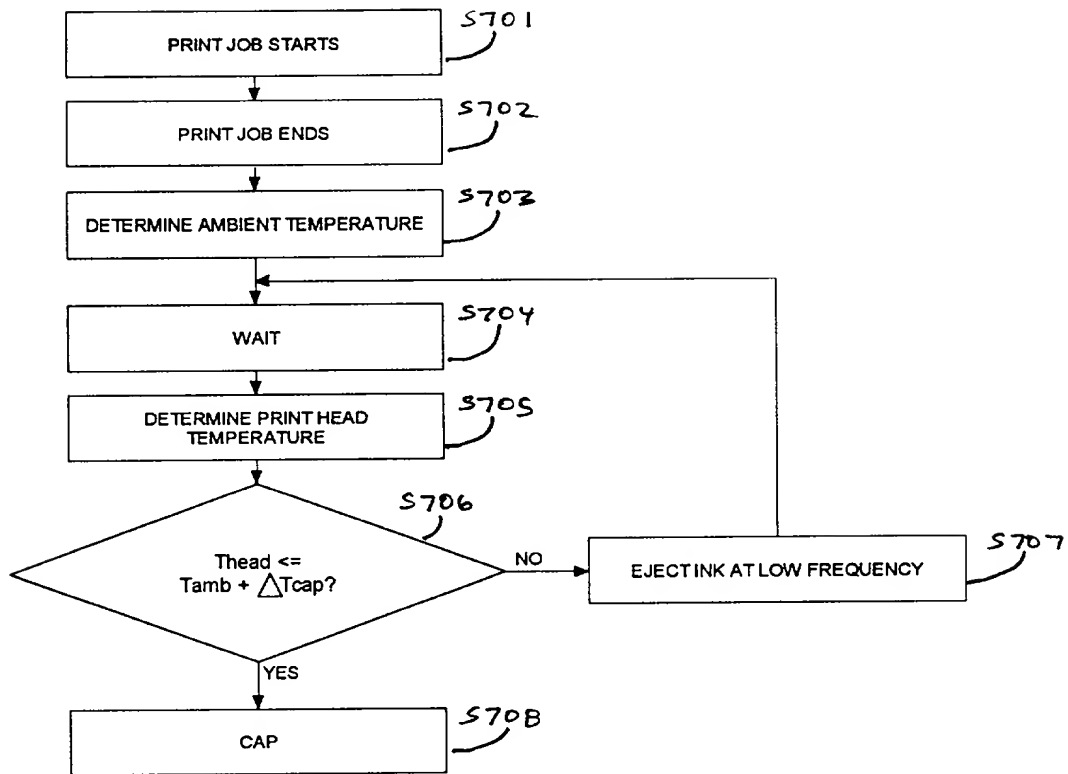 S701
PRINT JOB STARTS
S702
PRINT JOB ENDS
S703
DETERMINE AMBIENT TEMPERATURE
S704
WAIT
S705
DETERMINE PRINT HEAD
TEMPERATURE
S706
Thead <=
Tamb + △Tcap?
NO
S707
EJECT INK AT LOW FREQUENCY
YES
S708
CAP